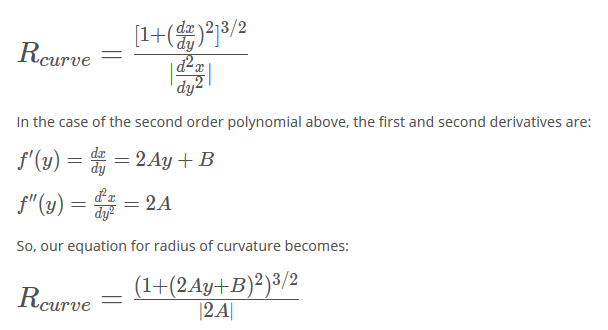 R_{curve} = \frac{[1+(\frac{dx}{dy})^2]^{3/2}}{|\frac{d^2x}{dy^2}|}
In the case of the second order polynomial above, the first and second derivatives are:
f'(y) = \frac{dx}{dy} = 2Ay + B
f''(y) = \frac{d^2x}{dy^2} = 2A
So, our equation for radius of curvature becomes:
R_{curve} = \frac{(1+(2Ay+B)^2)^{3/2}}{|2A|}